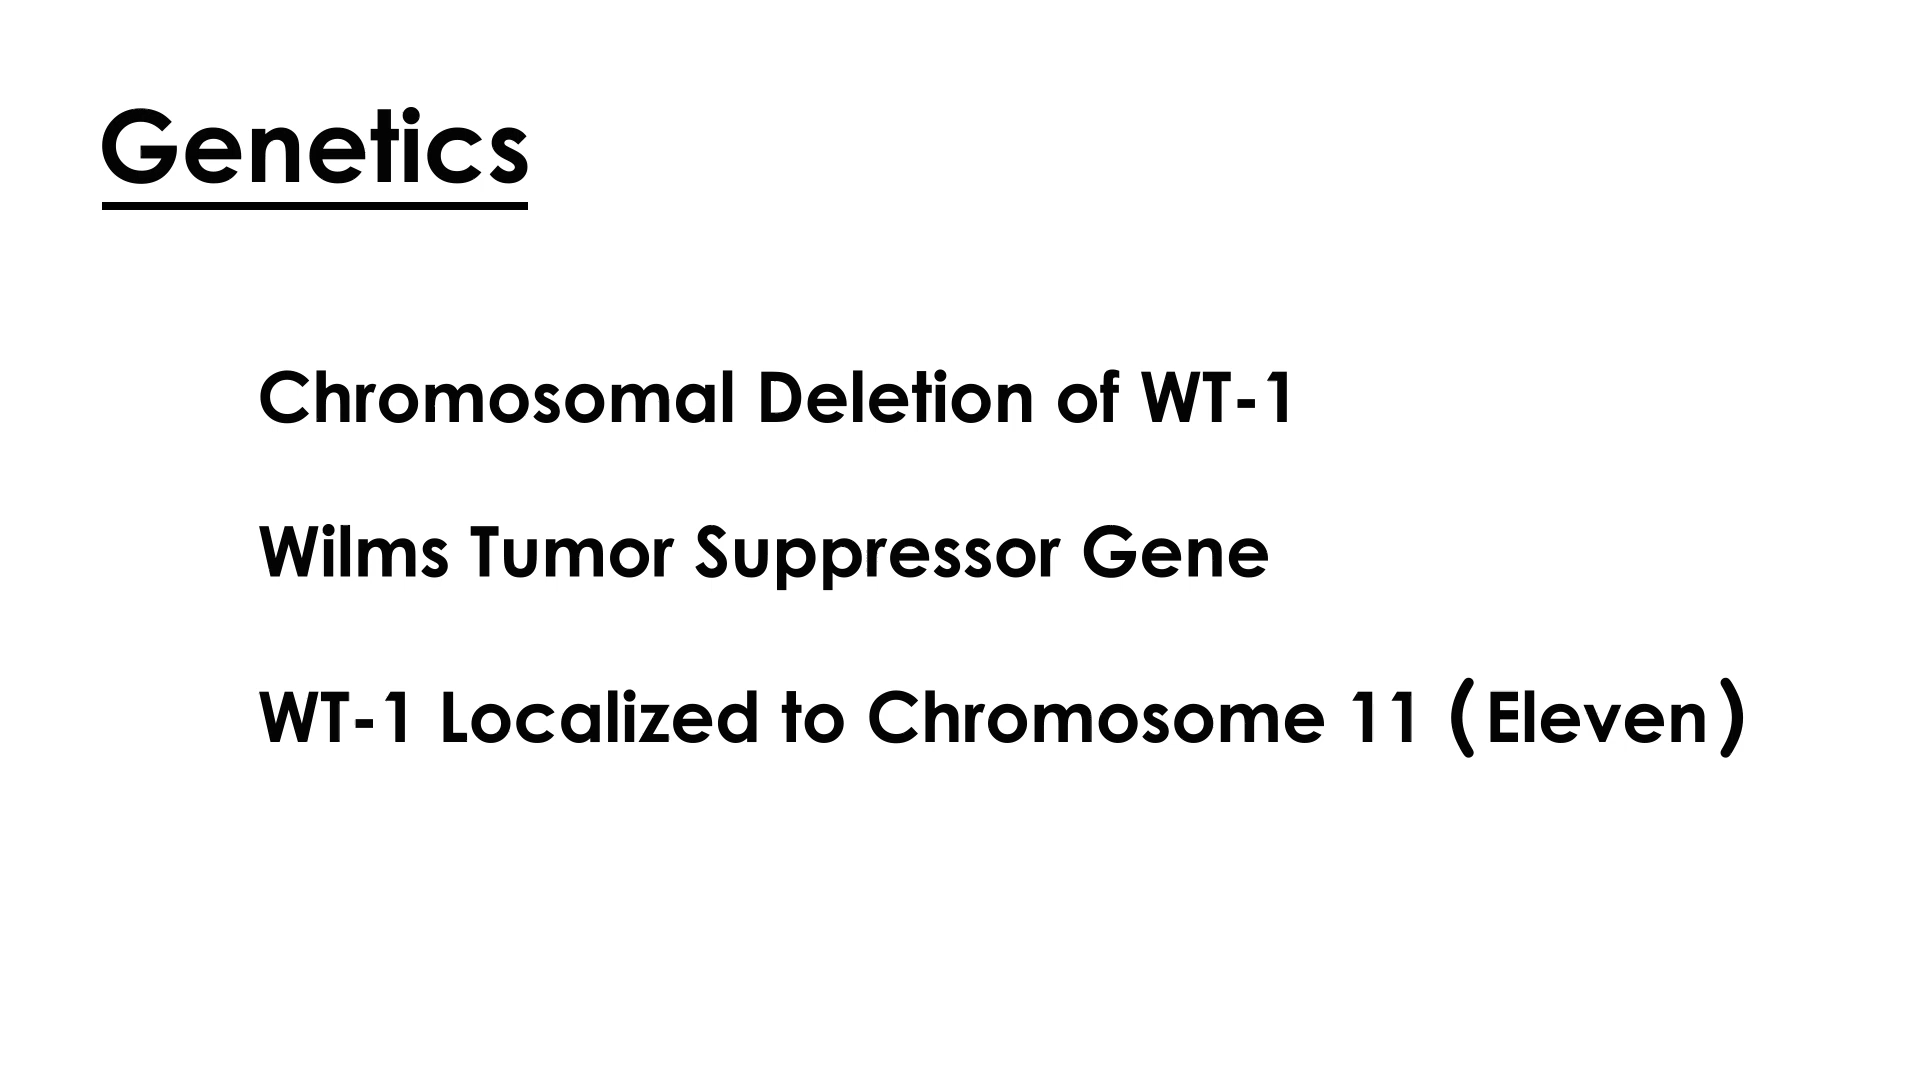 Genetics
Chromosomal Deletion of WT-1
Wilms Tumor Suppressor Gene
WT-1 Localized to Chromosome 11 (Eleven)